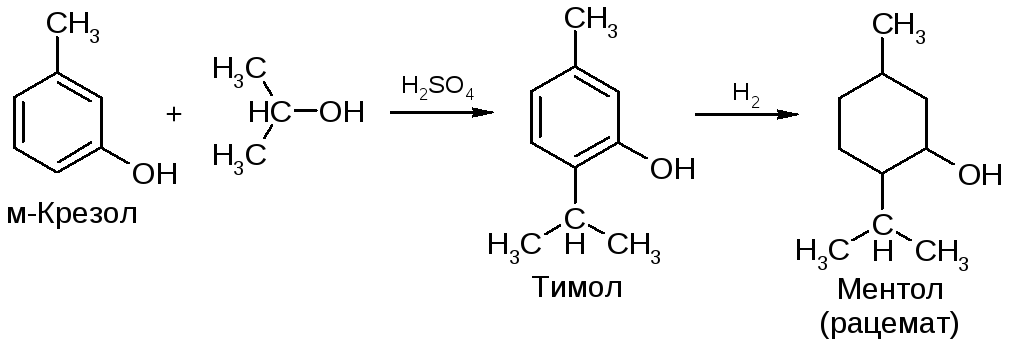 CH₃
H₃C
HC—OH
H₃C
+
OH
м-Крезол
H₂SO₄
CH₃
OH
C
H
H₃C
CH₃
Тимол
H₂
CH₃
OH
C
H
H₃C
CH₃
Ментол
(рацемат)